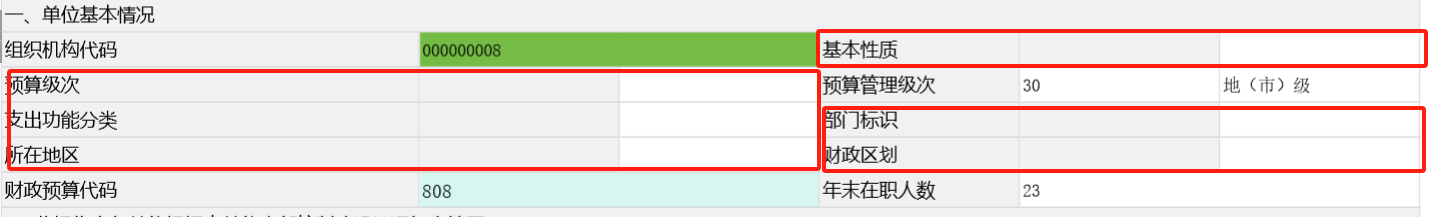 一、单位基本情况
组织机构代码 000000008 基本性质
预算级次 预算管理级次 30 地（市）级
支出功能分类 部门标识
所在地区 财政区划
财政预算代码 808 年末在职人数 23